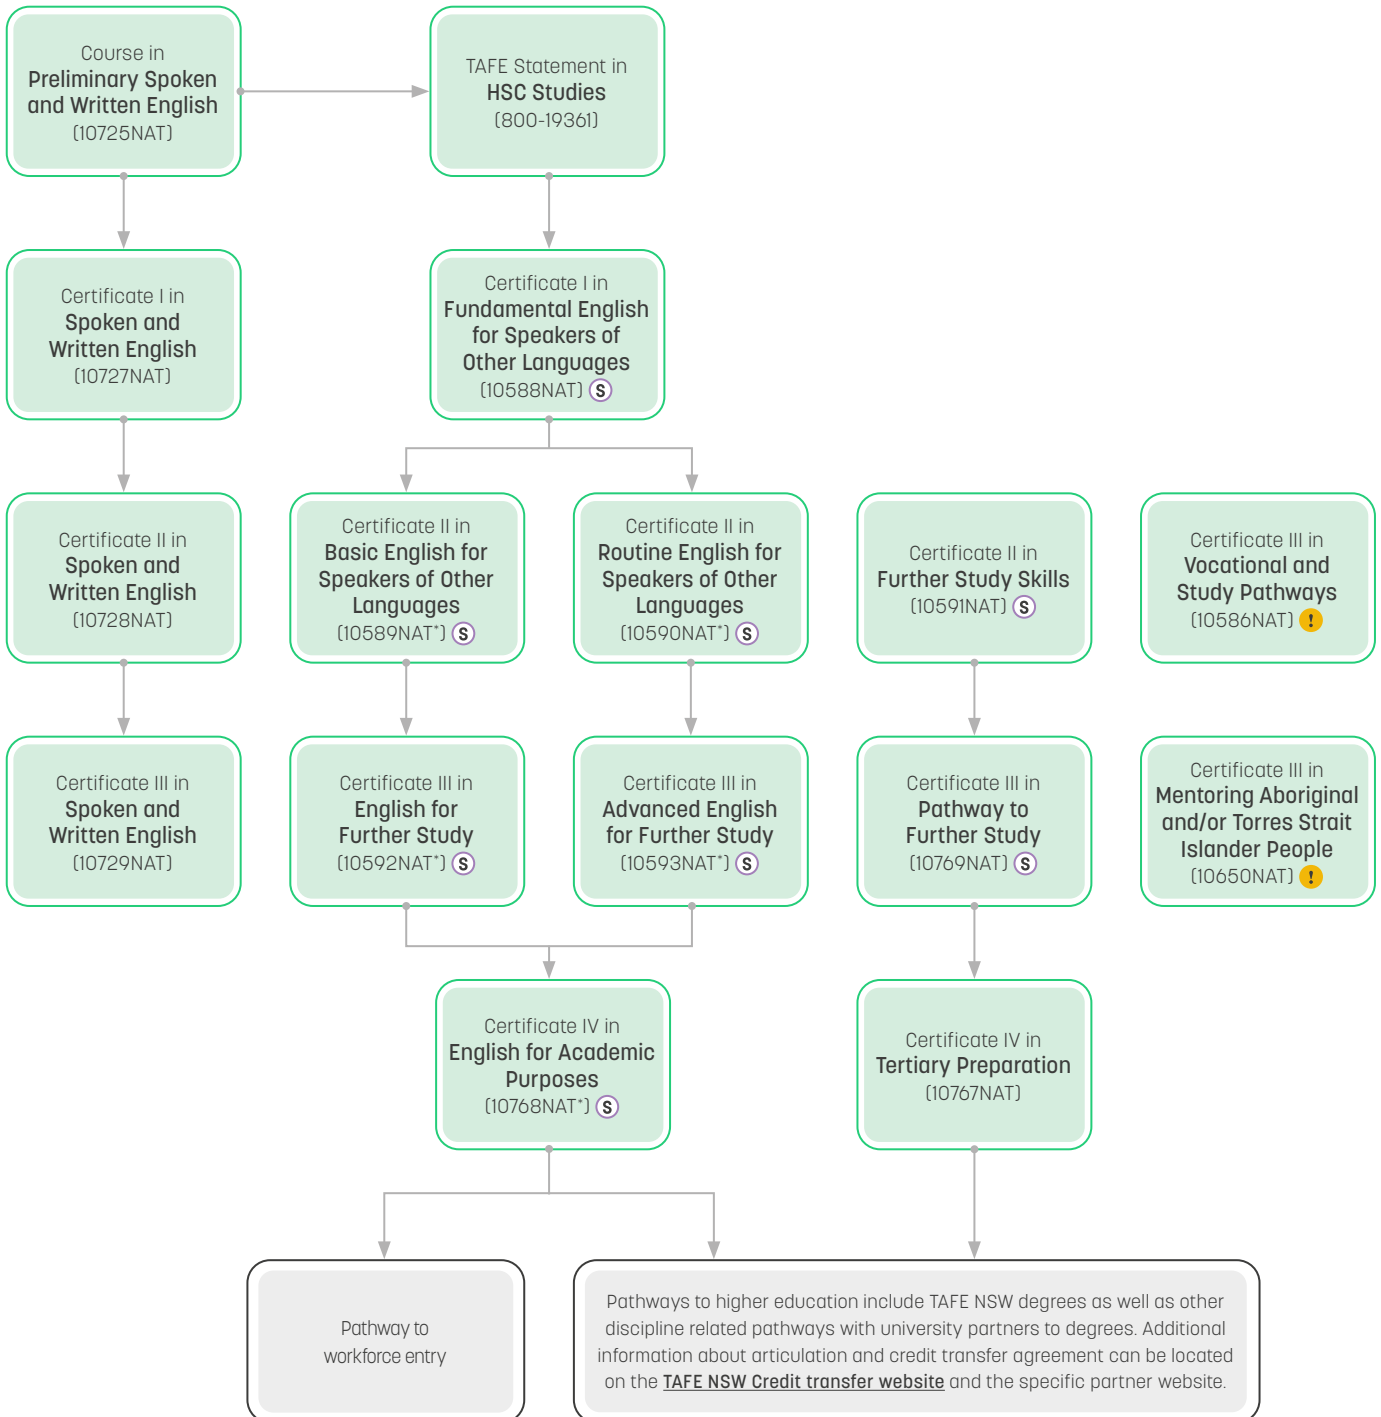 Course in
Preliminary Spoken
and Written English
(10725NAT)
TAFE Statement in
HSC Studies
(800-19361)
Certificate I in
Spoken and
Written English
(10727NAT)
Certificate I in
Fundamental English
for Speakers of
Other Languages
(10588NAT) S
Certificate II in
Spoken and
Written English
(10728NAT)
Certificate II in
Basic English for
Speakers of Other
Languages
(10589NAT*) S
Certificate II in
Routine English for
Speakers of Other
Languages
(10590NAT*) S
Certificate II in
Further Study Skills
(10591NAT) S
Certificate III in
Vocational and
Study Pathways
(10586NAT) !
Certificate III in
Spoken and
Written English
(10729NAT)
Certificate III in
English for
Further Study
(10592NAT*) S
Certificate III in
Advanced English
for Further Study
(10593NAT*) S
Certificate III in
Pathway to
Further Study
(10769NAT) S
Certificate III in
Mentoring Aboriginal
and/or Torres Strait
Islander People
(10650NAT) !
Certificate IV in
English for Academic
Purposes
(10768NAT*) S
Certificate IV in
Tertiary Preparation
(10767NAT)
Pathway to
workforce entry
Pathways to higher education include TAFE NSW degrees as well as other
discipline related pathways with university partners to degrees. Additional
information about articulation and credit transfer agreement can be located
on the TAFE NSW Credit transfer website and the specific partner website.